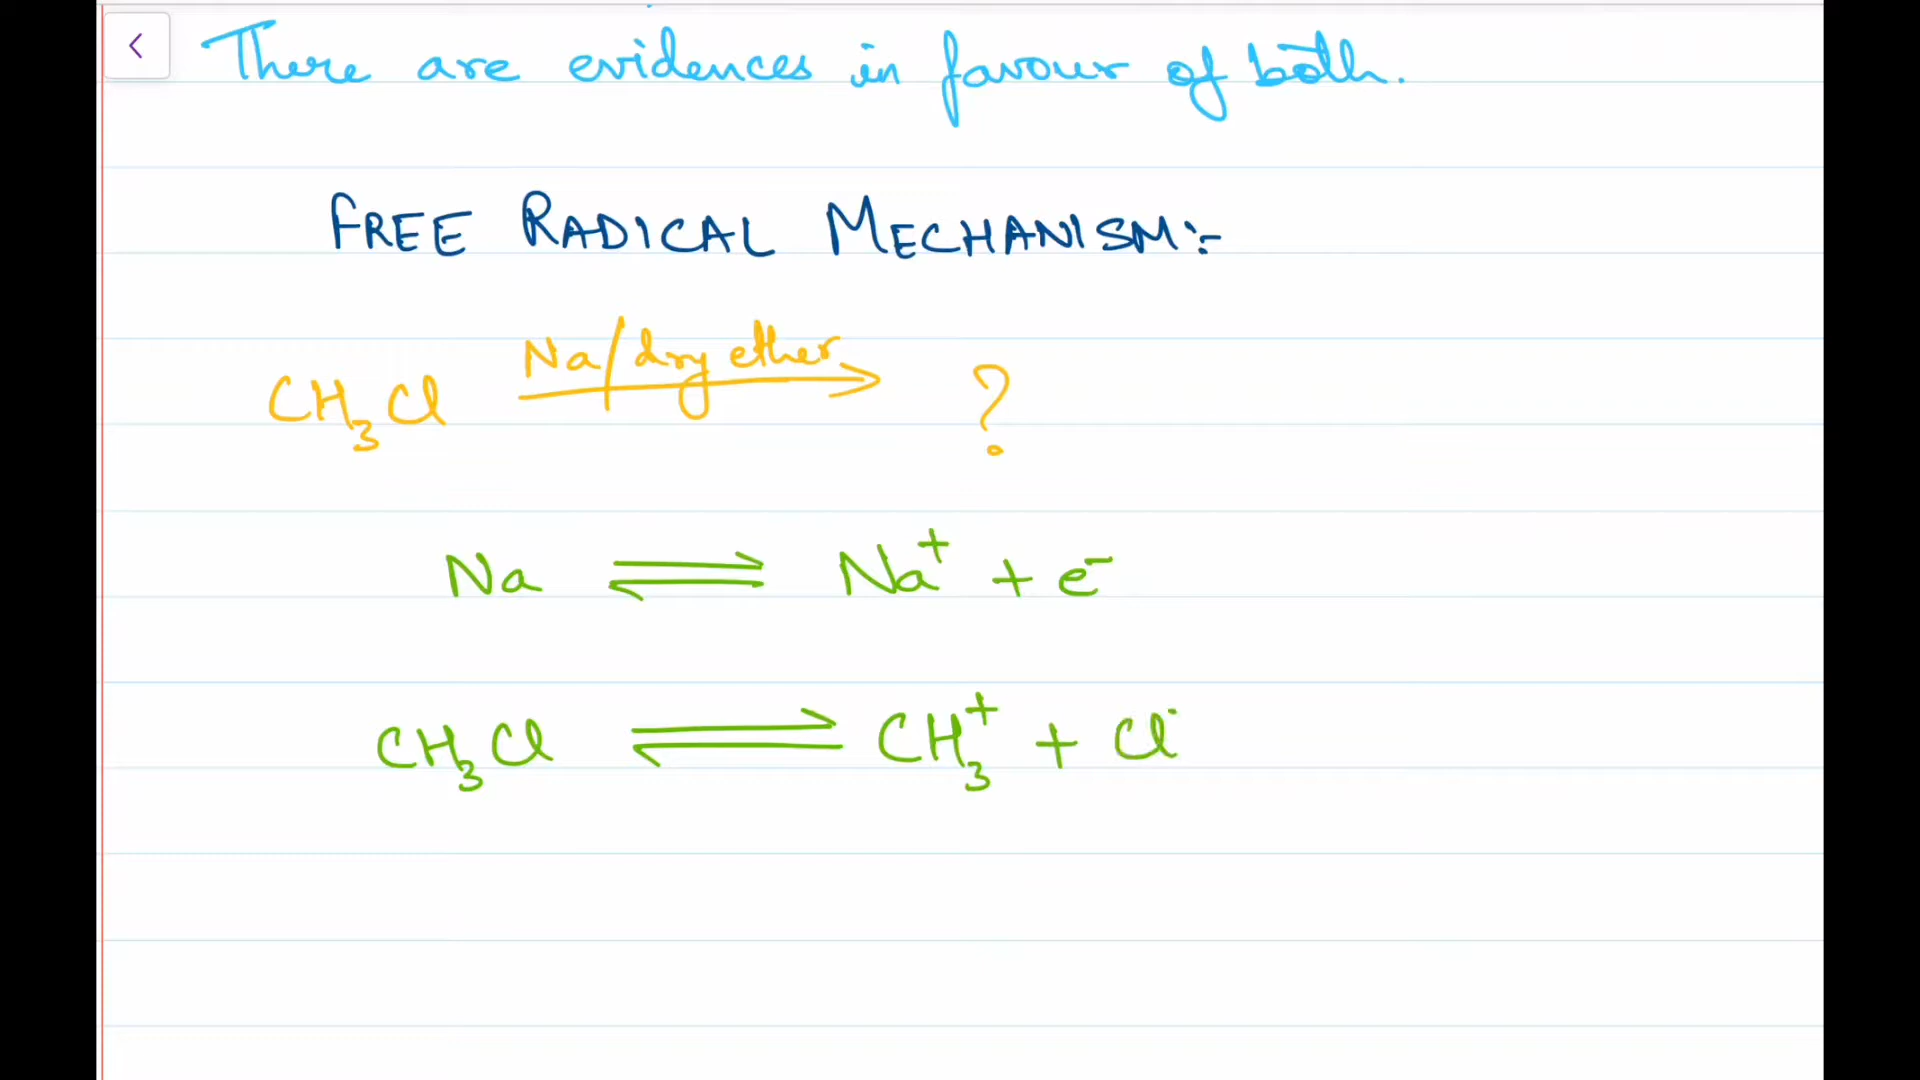 There are evidences in favour of both.
FREE RADICAL MECHANISM:-
CH₃Cl Na/dry ether → ?
Na ⇌ Na⁺ + e⁻
CH₃Cl ⇌ CH₃⁺ + Cl⁻